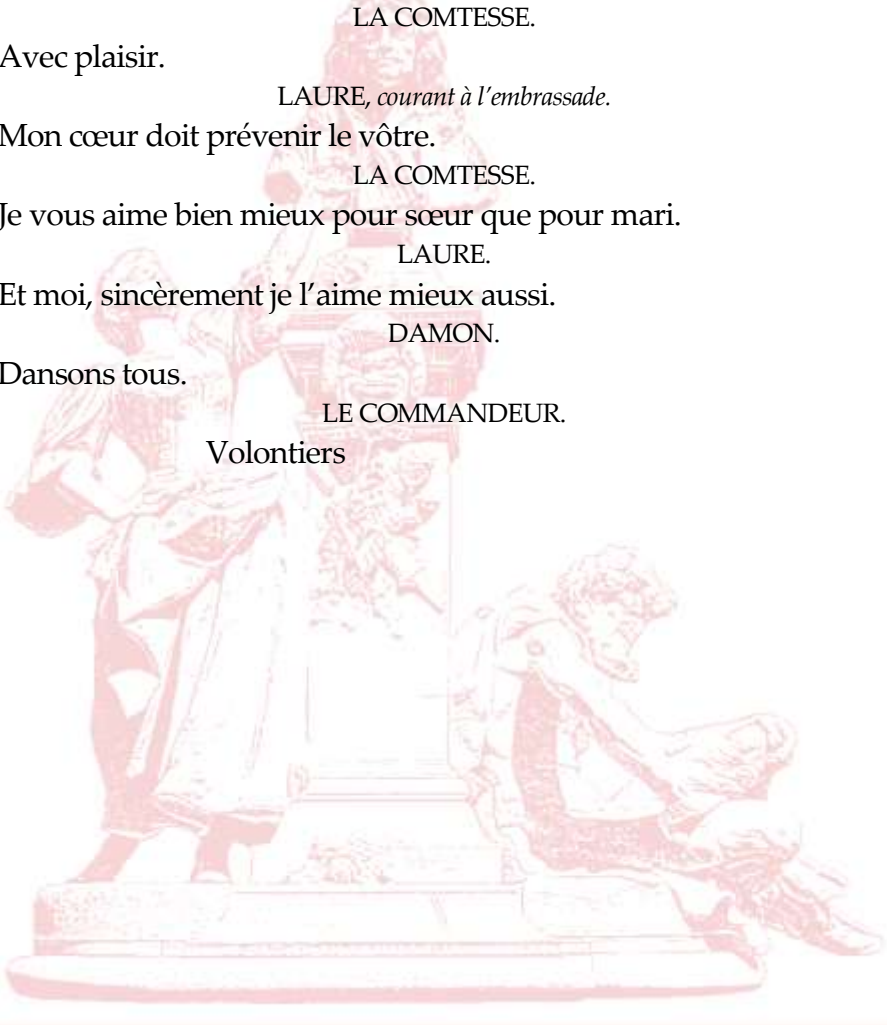 LA COMTESSE.
Avec plaisir.
LAURE, courant à l’embrassade.
Mon cœur doit prévenir le vôtre.
LA COMTESSE.
Je vous aime bien mieux pour sœur que pour mari.
LAURE.
Et moi, sincèrement je l’aime mieux aussi.
DAMON.
Dansons tous.
LE COMMANDEUR.
Volontiers